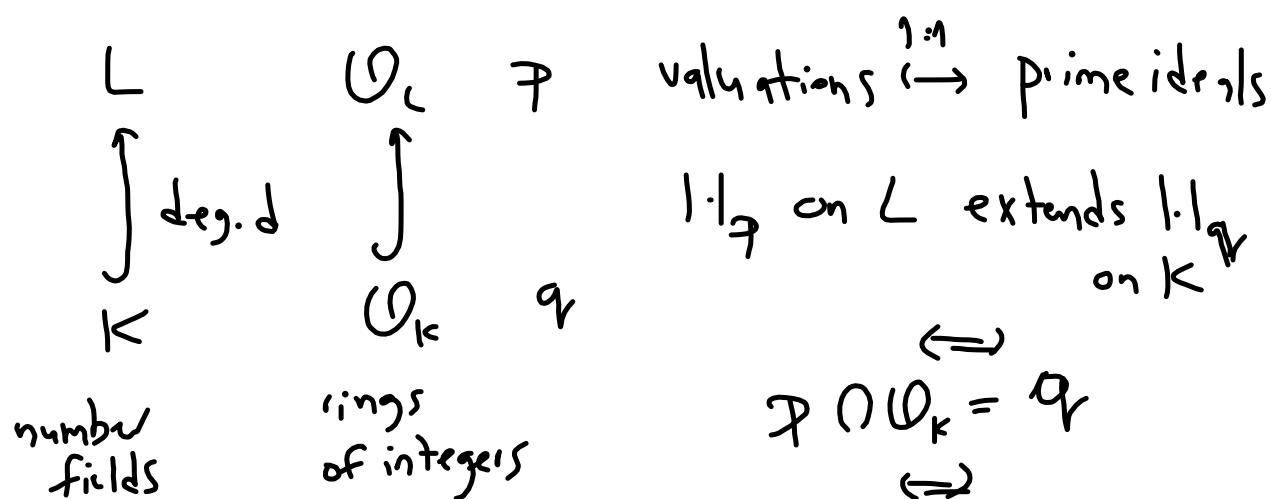 L 𝒪_L 𝔭 valuations ⟷ prime ideals
1:1
deg. d |·|_𝔭 on L extends |·|_𝔮
on K
K 𝒪_K 𝔮
⟺
𝔭 ∩ 𝒪_K = 𝔮
number rings
fields of integers
⟺